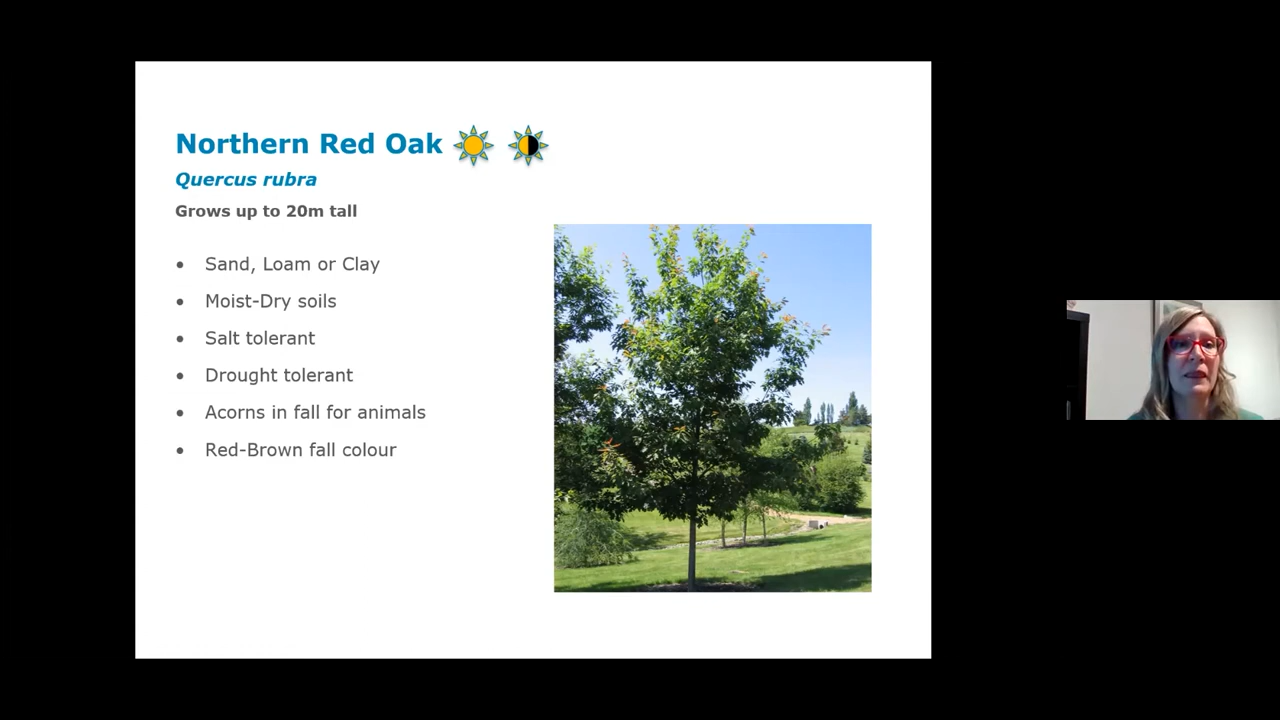 Northern Red Oak
Quercus rubra
Grows up to 20m tall
• Sand, Loam or Clay
• Moist-Dry soils
• Salt tolerant
• Drought tolerant
• Acorns in fall for animals
• Red-Brown fall colour